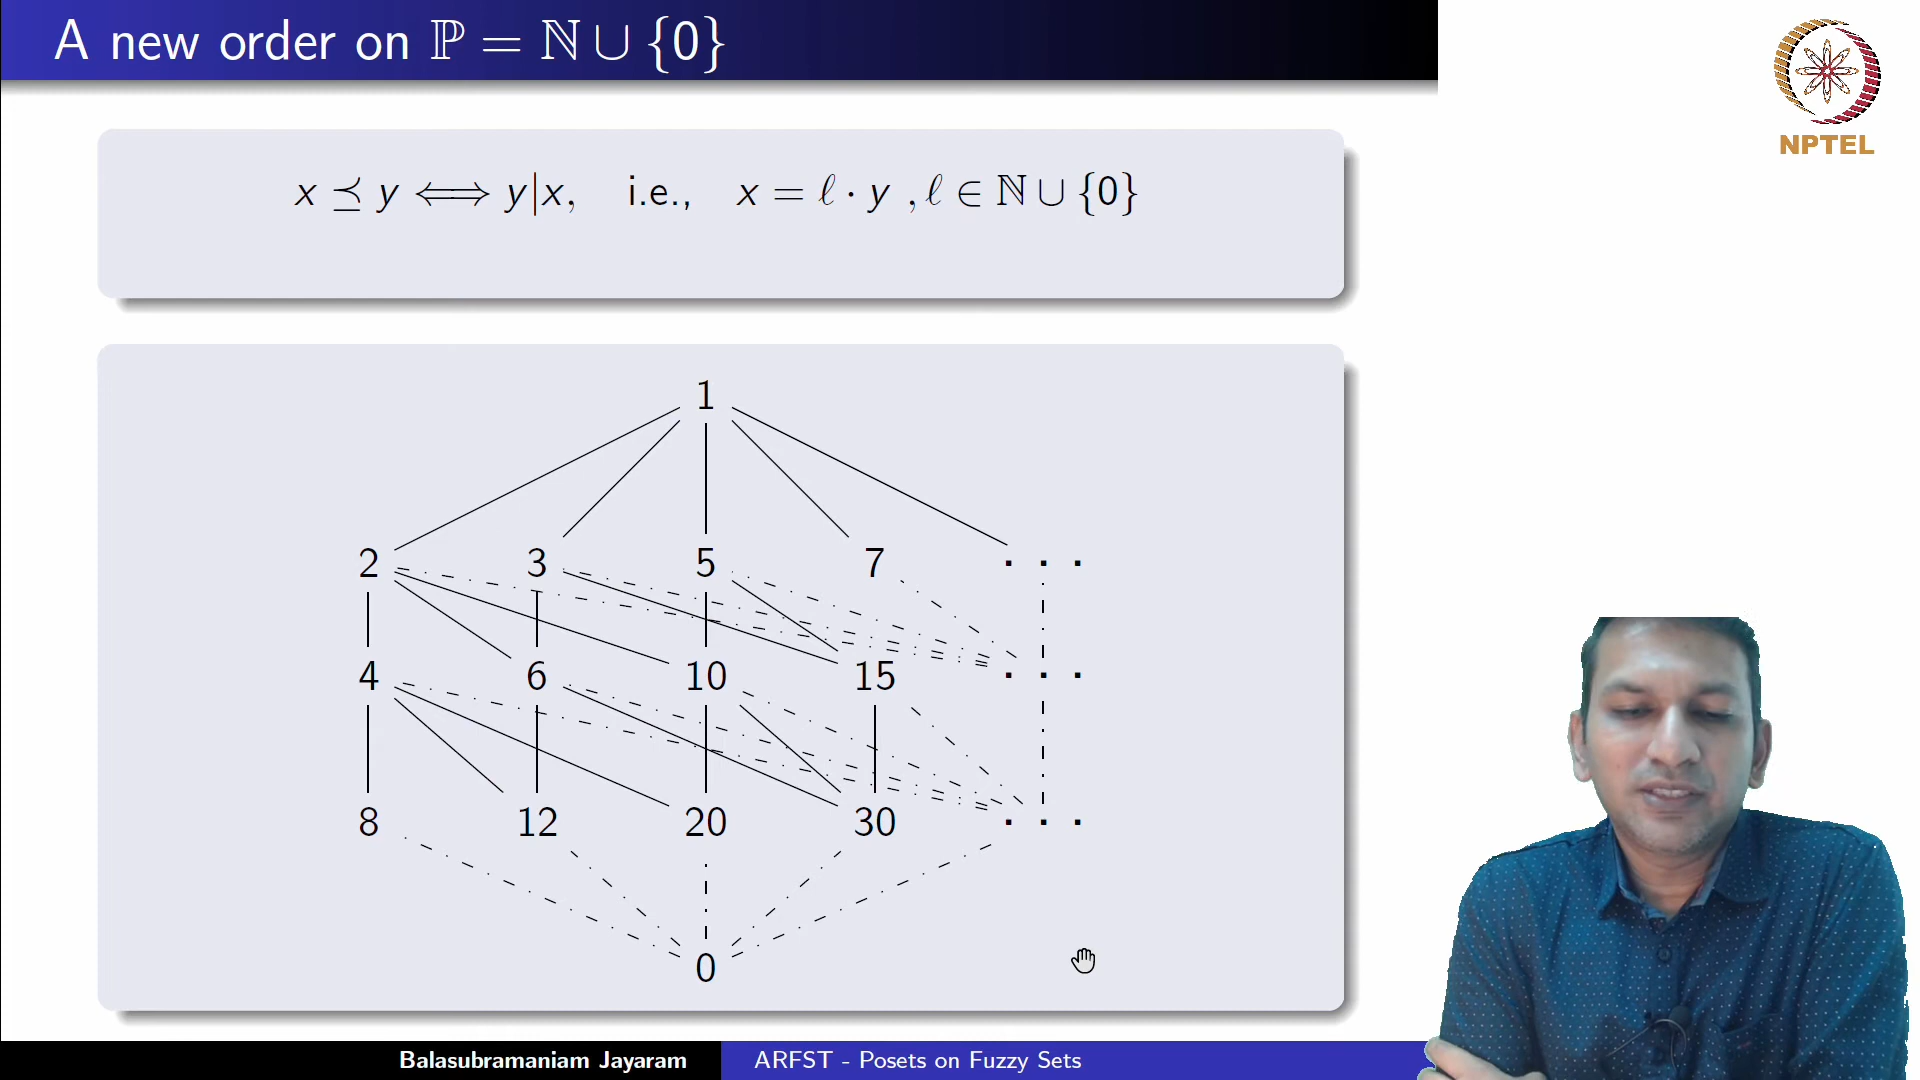 A new order on ℙ = ℕ ∪ {0}
NPTEL
x ⪯ y ⟺ y|x, i.e., x = ℓ · y , ℓ ∈ ℕ ∪ {0}
1
2 3 5 7 · · ·
4 6 10 15 · · ·
8 12 20 30 · · ·
0
Balasubramaniam Jayaram ARFST - Posets on Fuzzy Sets